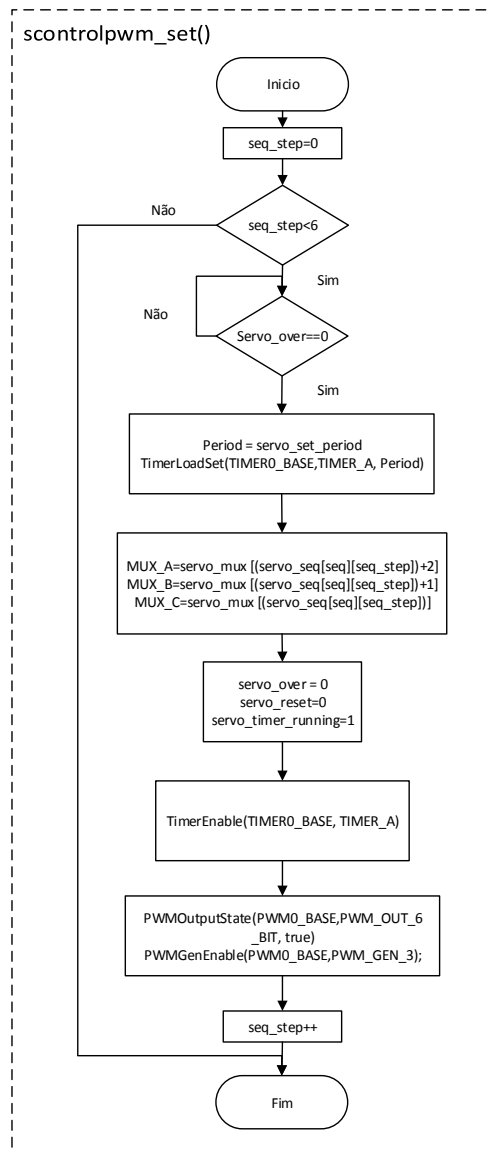 scontrolpwm_set()
Inicio
seq_step=0
seq_step<6
Não
Sim
Não
Servo_over==0
Sim
Period = servo_set_period
TimerLoadSet(TIMER0_BASE,TIMER_A, Period)
MUX_A=servo_mux [(servo_seq[seq][seq_step])+2]
MUX_B=servo_mux [(servo_seq[seq][seq_step])+1]
MUX_C=servo_mux [(servo_seq[seq][seq_step])]
servo_over = 0
servo_reset=0
servo_timer_running=1
TimerEnable(TIMER0_BASE, TIMER_A)
PWMOutputState(PWM0_BASE,PWM_OUT_6
_BIT, true)
PWMGenEnable(PWM0_BASE,PWM_GEN_3);
seq_step++
Fim